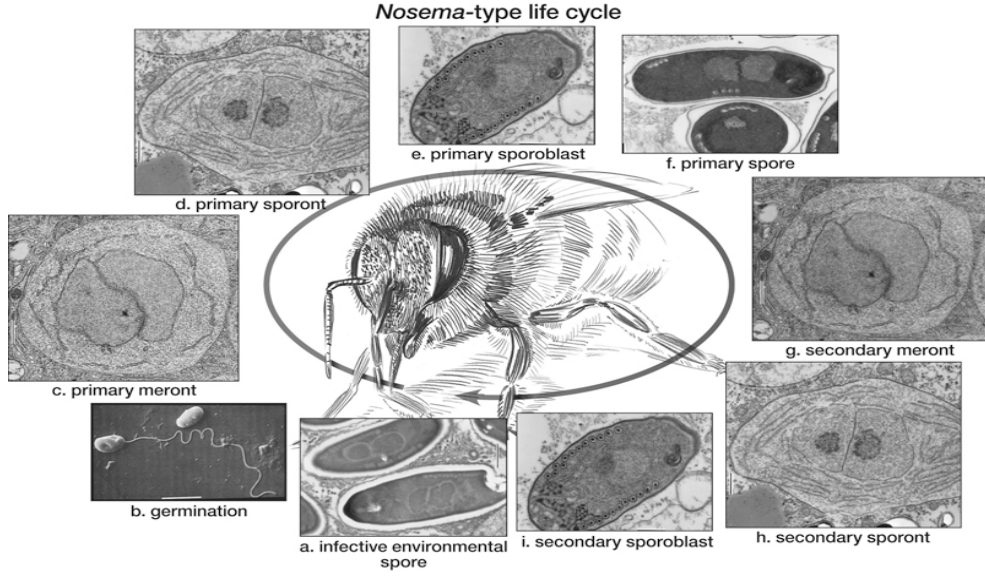 Nosema-type life cycle
e. primary sporoblast
f. primary spore
d. primary sporont
c. primary meront
g. secondary meront
b. germination
a. infective environmental
spore
i. secondary sporoblast
h. secondary sporont